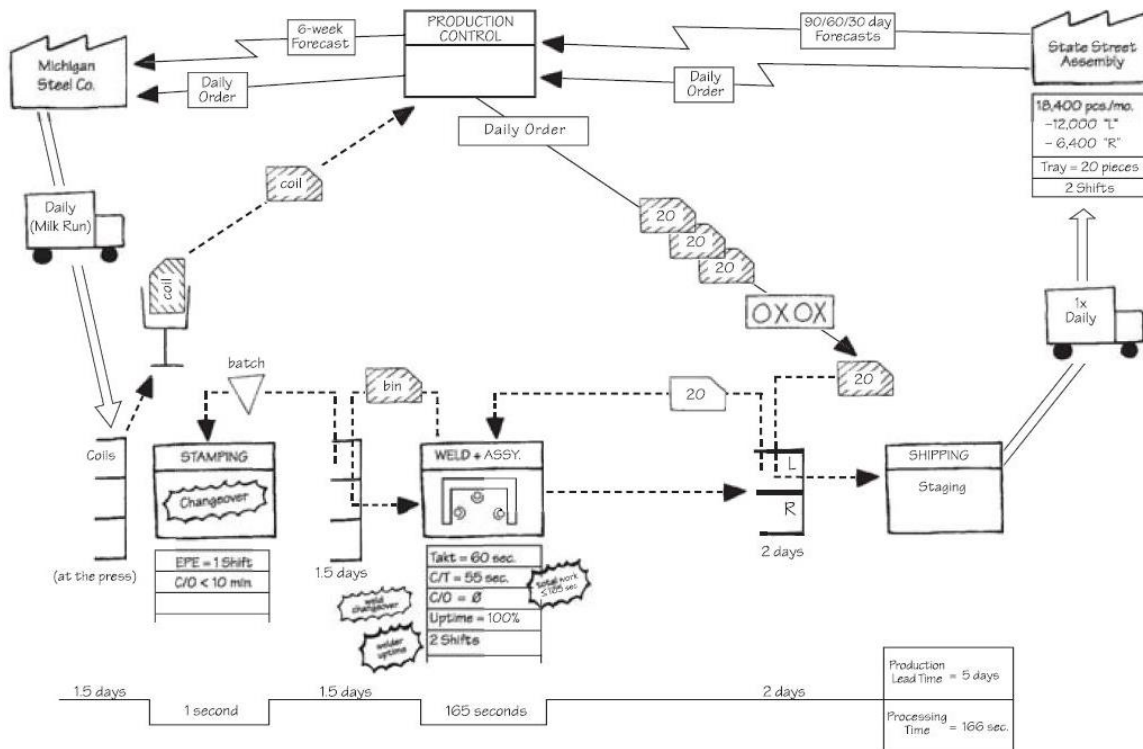 PRODUCTION
CONTROL
6-week
Forecast
90/60/30 day
Forecasts
Michigan
Steel Co.
State Street
Assembly
Daily
Order
Daily
Order
Daily Order
18,400 pcs./mo.
-12,000 "L"
- 6,400 "R"
Tray = 20 pieces
2 Shifts
coil
Daily
(Milk Run)
20
20
20
coil
OXOX
1x
Daily
batch
bin
20
20
Coils
STAMPING
WELD + ASSY.
L
SHIPPING
Changeover
Staging
R
2 days
(at the press)
EPE = 1 Shift
C/O < 10 min.
1.5 days
Takt = 60 sec.
C/T = 55 sec.
C/O = Ø
Uptime = 100%
2 Shifts
total work
≤ 165 sec
weld
changeover
welder
uptime
1.5 days
1.5 days
2 days
Production
Lead Time = 5 days
1 second
165 seconds
Processing
Time = 166 sec.